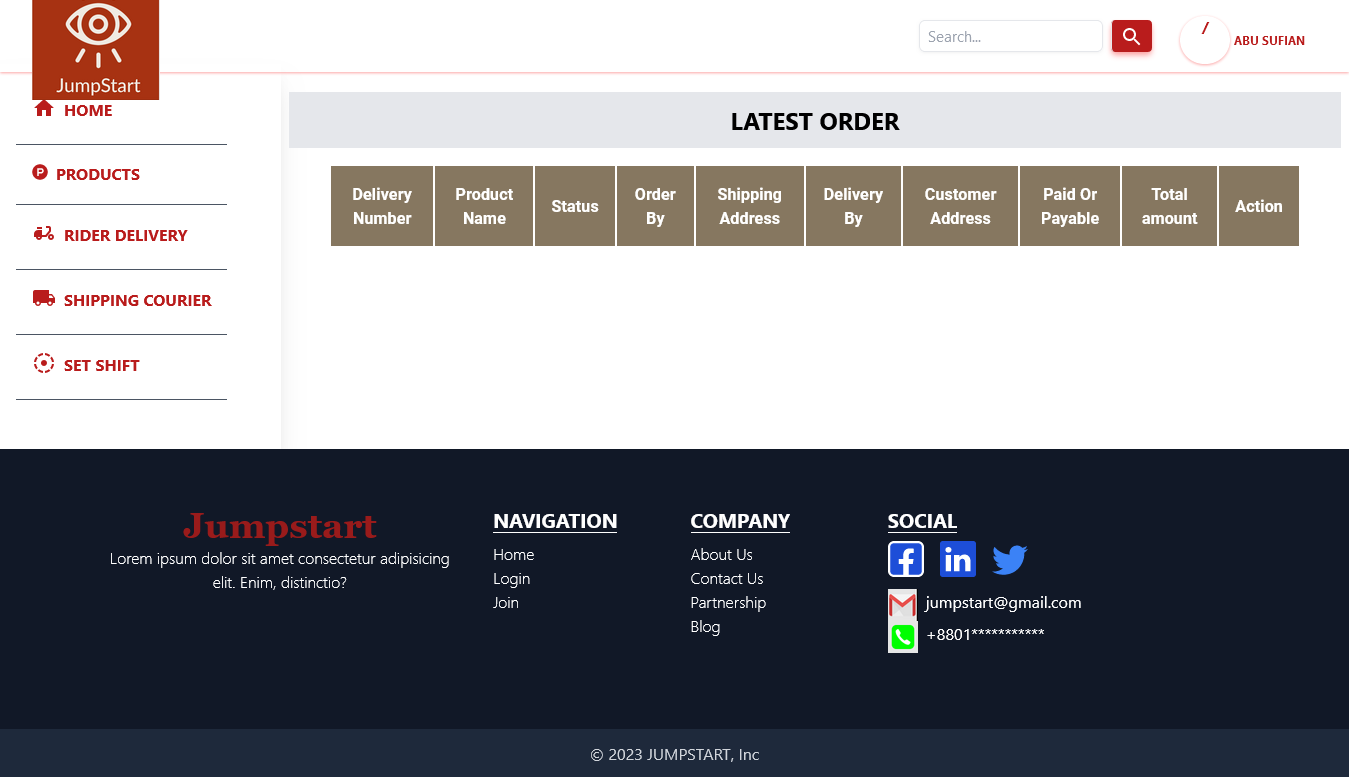 JumpStart
Search...
/
ABU SUFIAN
HOME
PRODUCTS
RIDER DELIVERY
SHIPPING COURIER
SET SHIFT
LATEST ORDER
Delivery
Number
Product
Name
Status
Order
By
Shipping
Address
Delivery
By
Customer
Address
Paid Or
Payable
Total
amount
Action
Jumpstart
Lorem ipsum dolor sit amet consectetur adipisicing
elit. Enim, distinctio?
NAVIGATION
Home
Login
Join
COMPANY
About Us
Contact Us
Partnership
Blog
SOCIAL
jumpstart@gmail.com
+8801***********
© 2023 JUMPSTART, Inc